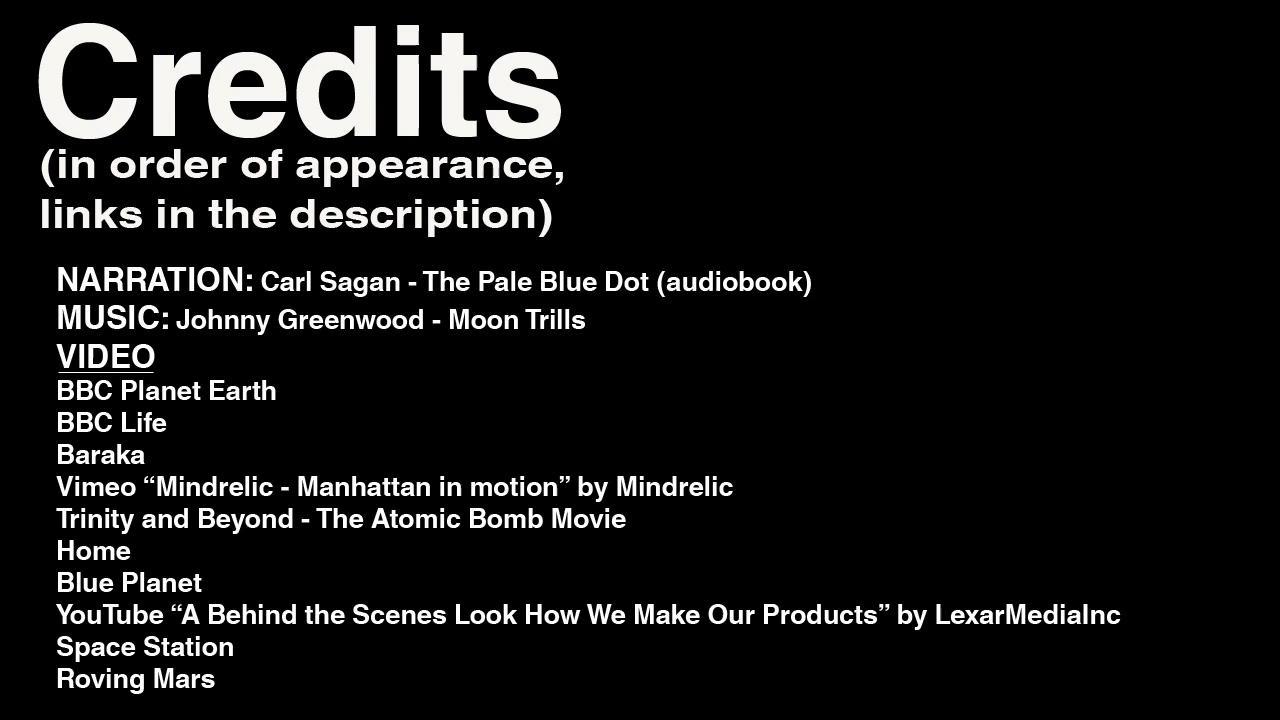 Credits
(in order of appearance,
links in the description)
NARRATION: Carl Sagan - The Pale Blue Dot (audiobook)
MUSIC: Johnny Greenwood - Moon Trills
VIDEO
BBC Planet Earth
BBC Life
Baraka
Vimeo “Mindrelic - Manhattan in motion” by Mindrelic
Trinity and Beyond - The Atomic Bomb Movie
Home
Blue Planet
YouTube “A Behind the Scenes Look How We Make Our Products” by LexarMediaInc
Space Station
Roving Mars